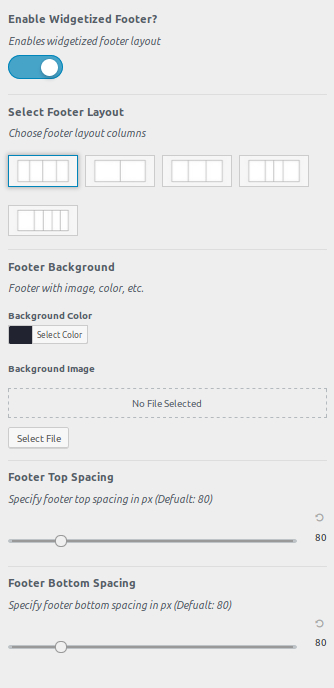 Enable Widgetized Footer?
Enables widgetized footer layout
Select Footer Layout
Choose footer layout columns
Footer Background
Footer with image, color, etc.
Background Color
Select Color
Background Image
No File Selected
Select File
Footer Top Spacing
Specify footer top spacing in px (Defualt: 80)
80
Footer Bottom Spacing
Specify footer bottom spacing in px (Defualt: 80)
80